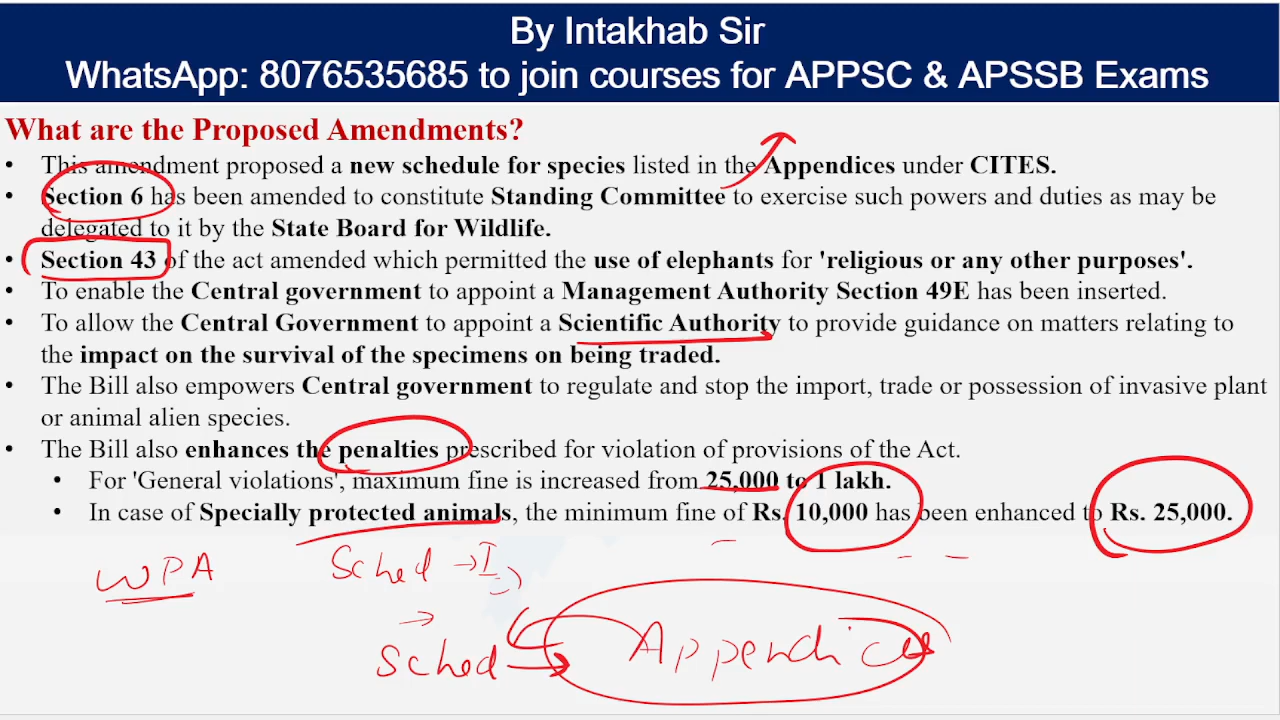 By Intakhab Sir
WhatsApp: 8076535685 to join courses for APPSC & APSSB Exams
What are the Proposed Amendments?
• This amendment proposed a new schedule for species listed in the Appendices under CITES.
• Section 6 has been amended to constitute Standing Committee to exercise such powers and duties as may be
delegated to it by the State Board for Wildlife.
• Section 43 of the act amended which permitted the use of elephants for 'religious or any other purposes'.
• To enable the Central government to appoint a Management Authority Section 49E has been inserted.
• To allow the Central Government to appoint a Scientific Authority to provide guidance on matters relating to
the impact on the survival of the specimens on being traded.
• The Bill also empowers Central government to regulate and stop the import, trade or possession of invasive plant
or animal alien species.
• The Bill also enhances the penalties prescribed for violation of provisions of the Act.
• For 'General violations', maximum fine is increased from 25,000 to 1 lakh.
• In case of Specially protected animals, the minimum fine of Rs. 10,000 has been enhanced to Rs. 25,000.
WPA Sched → I
Sched Appendices